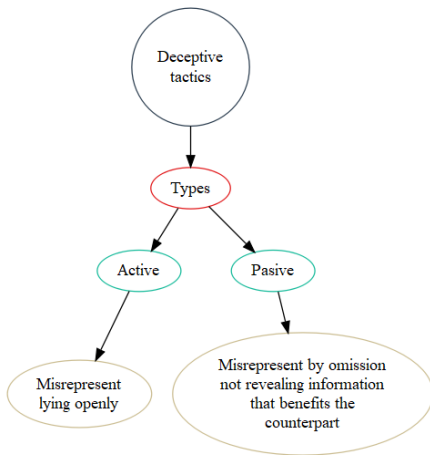 Deceptive
tactics
Types
Active
Pasive
Misrepresent
lying openly
Misrepresent by omission
not revealing information
that benefits the
counterpart